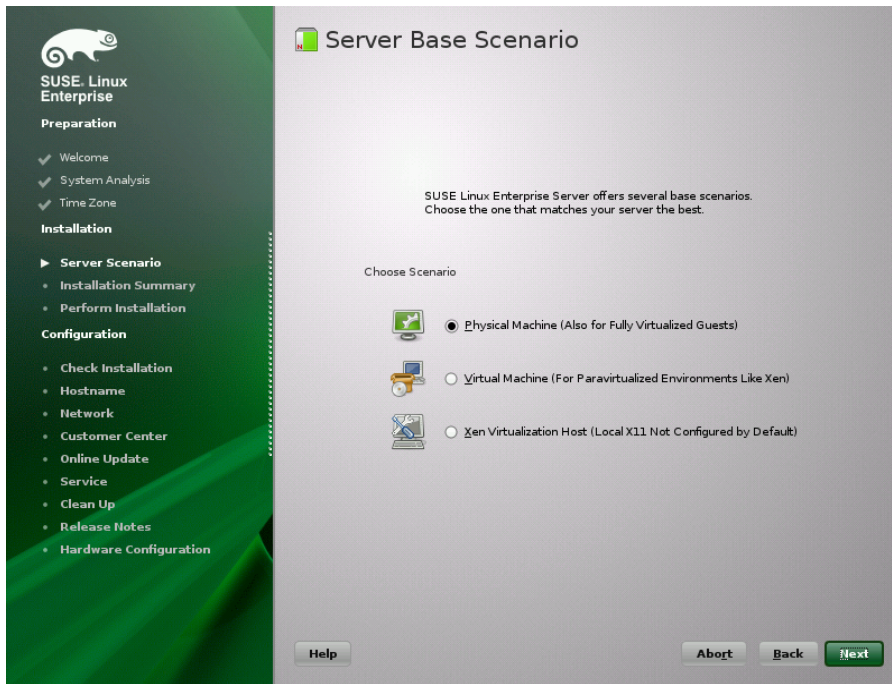 SUSE. Linux
Enterprise
Preparation
Welcome
System Analysis
Time Zone
Installation
Server Scenario
Installation Summary
Perform Installation
Configuration
Check Installation
Hostname
Network
Customer Center
Online Update
Service
Clean Up
Release Notes
Hardware Configuration
Server Base Scenario
SUSE Linux Enterprise Server offers several base scenarios.
Choose the one that matches your server the best.
Choose Scenario
Physical Machine (Also for Fully Virtualized Guests)
Virtual Machine (For Paravirtualized Environments Like Xen)
Xen Virtualization Host (Local X11 Not Configured by Default)
Help
Abort
Back
Next